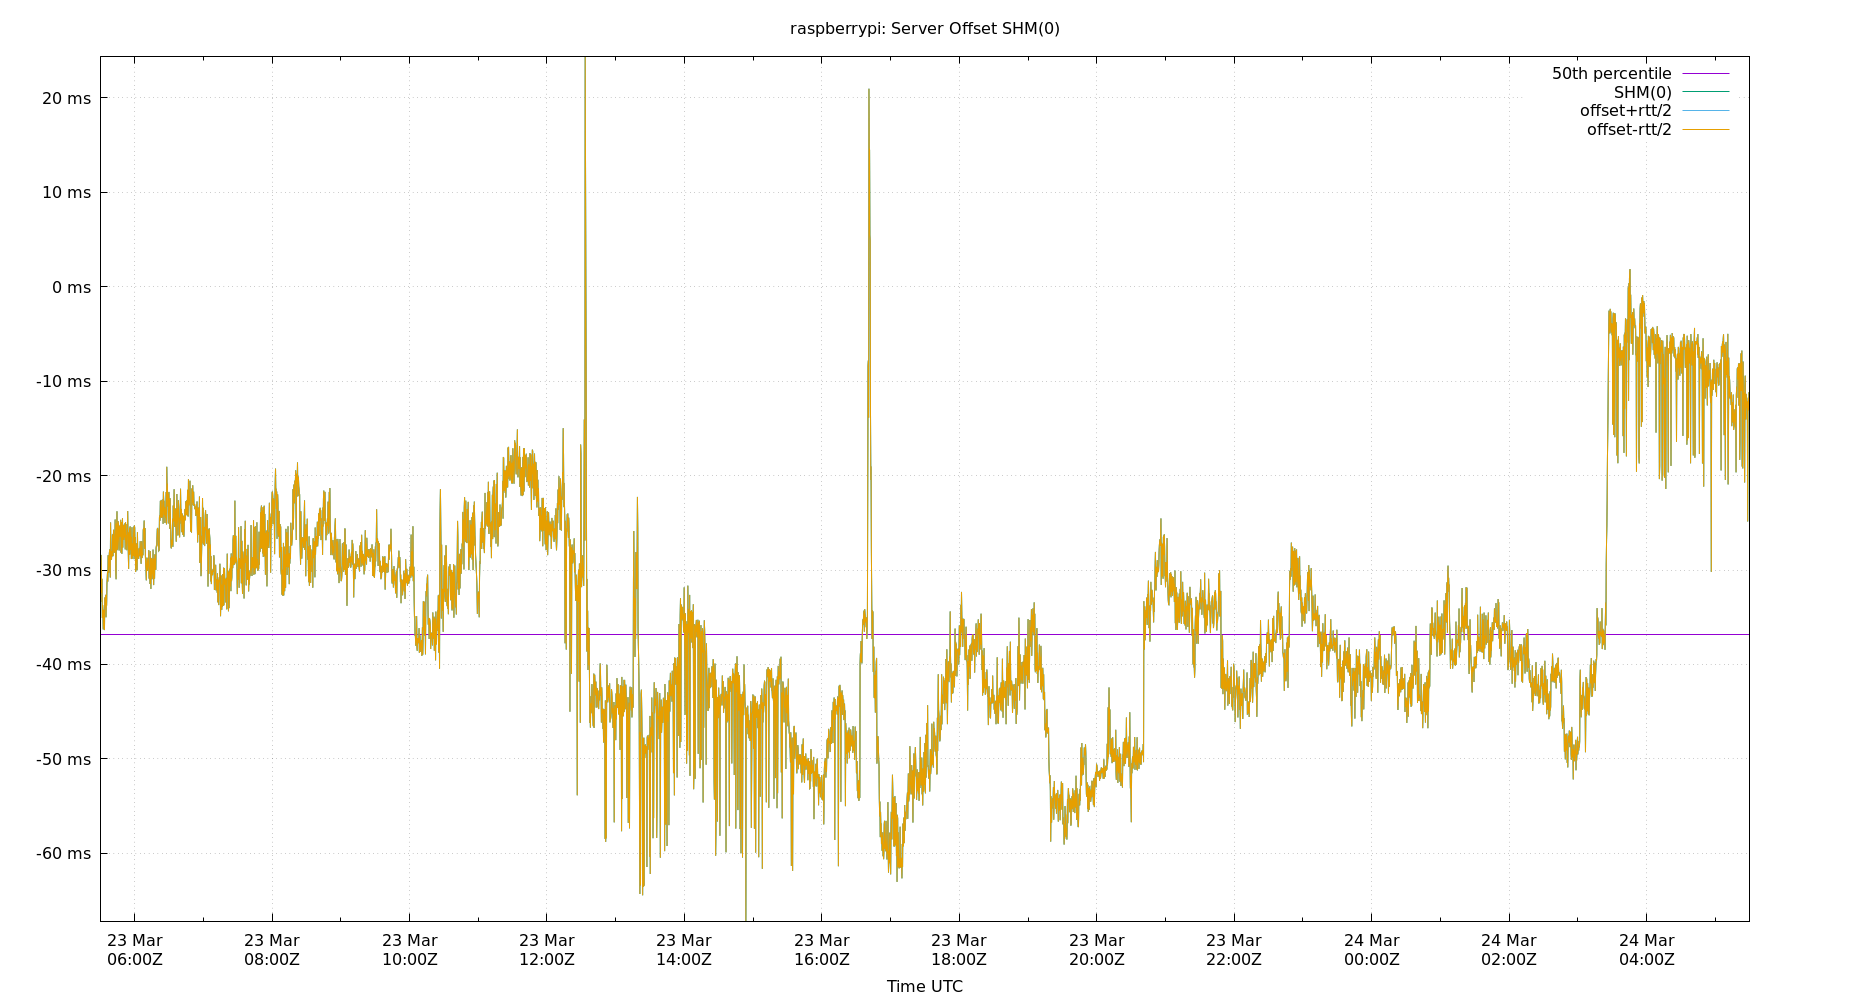 raspberrypi: Server Offset SHM(0)
50th percentile
SHM(0)
offset+rtt/2
offset-rtt/2
20 ms
10 ms
0 ms
-10 ms
-20 ms
-30 ms
-40 ms
-50 ms
-60 ms
23 Mar 23 Mar 23 Mar 23 Mar 23 Mar 23 Mar 23 Mar 23 Mar 23 Mar 24 Mar 24 Mar 24 Mar
06:00Z 08:00Z 10:00Z 12:00Z 14:00Z 16:00Z 18:00Z 20:00Z 22:00Z 00:00Z 02:00Z 04:00Z
Time UTC